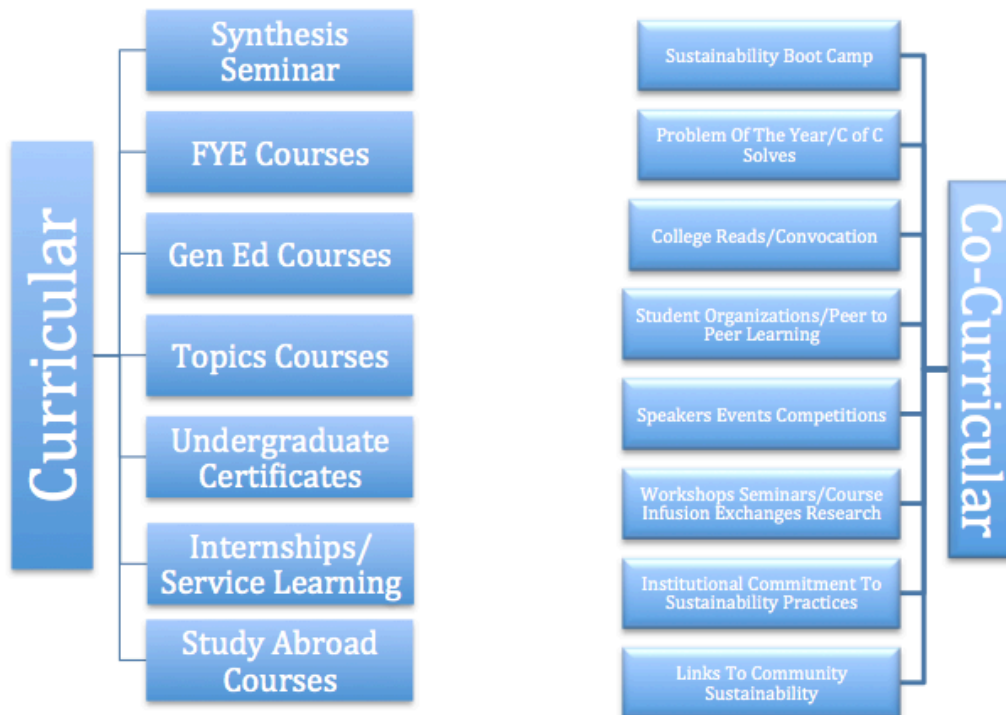 Curricular
Synthesis
Seminar
FYE Courses
Gen Ed Courses
Topics Courses
Undergraduate
Certificates
Internships/
Service Learning
Study Abroad
Courses
Sustainability Boot Camp
Problem Of The Year/C of C
Solves
College Reads/Convocation
Student Organizations/Peer to
Peer Learning
Speakers Events Competitions
Workshops Seminars/Course
Infusion Exchanges Research
Institutional Commitment To
Sustainability Practices
Links To Community
Sustainability
Co-Curricular